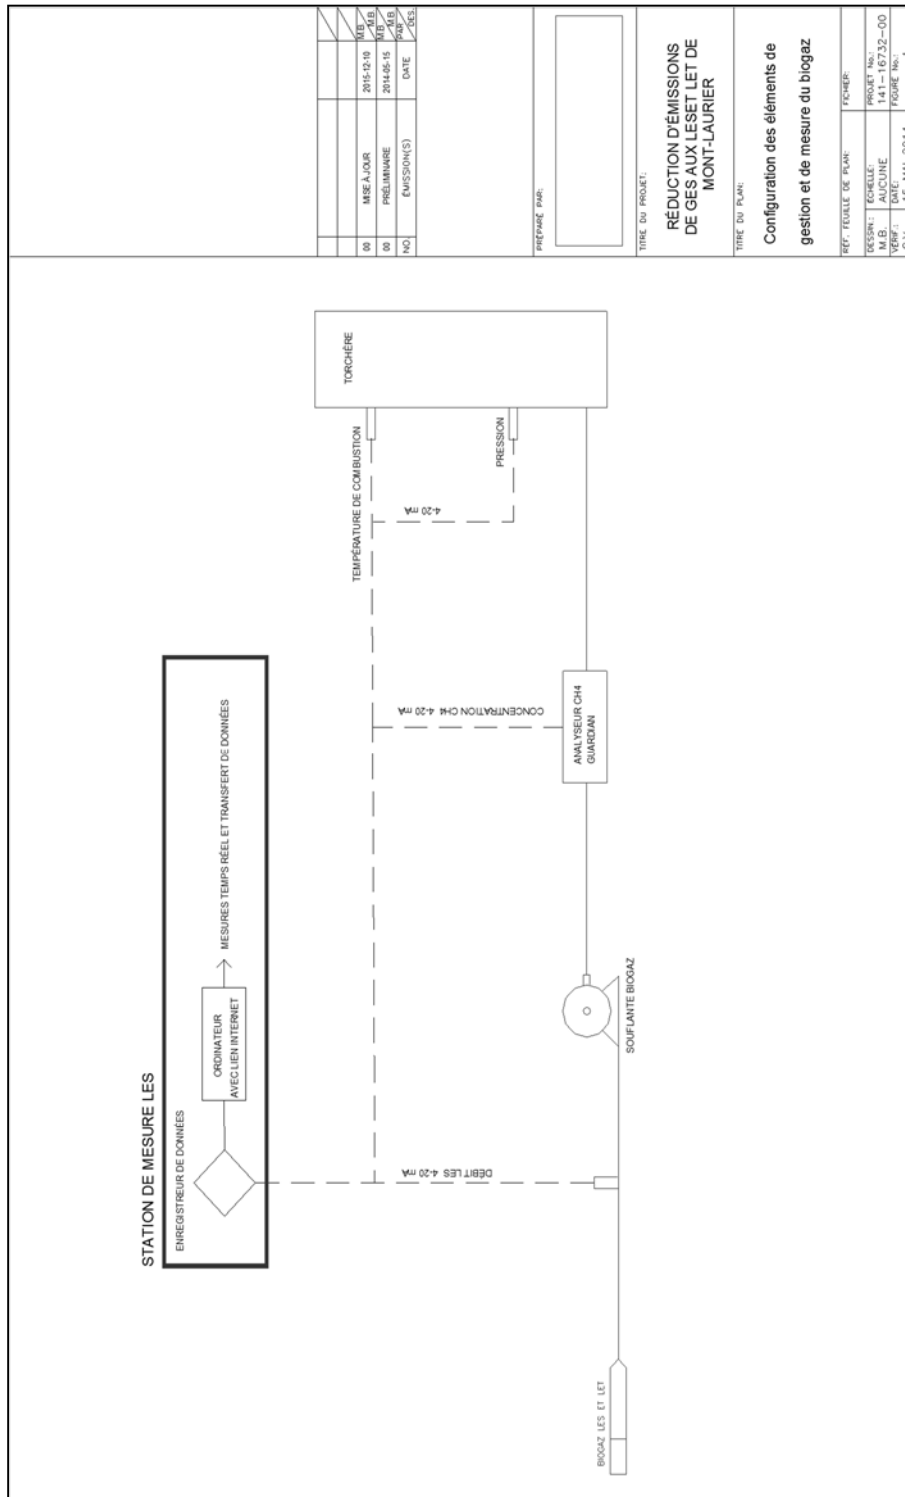 STATION DE MESURE LES
ENREGISTREUR DE DONNÉES
ORDINATEUR
AVEC LIEN INTERNET
MESURES TEMPS RÉEL ET TRANSFERT DE DONNÉES
TEMPÉRATURE DE COMBUSTION
TORCHÈRE
4-20 mA
PRESSION
CONCENTRATION CH4 4-20 mA
DÉBIT LES 4-20 mA
ANALYSEUR CH4
GUARDIAN
SOUFLANTE BIOGAZ
BIOGAZ LES ET LET
00 MISE À JOUR 2015-12-10 M.B. M.B.
00 PRÉLIMINAIRE 2014-05-15 M.B. M.B.
NO. ÉMISSION(S) DATE PAR DES.
PRÉPARÉ PAR:
TITRE DU PROJET:
RÉDUCTION D'ÉMISSIONS
DE GES AUX LESET LET DE
MONT-LAURIER
TITRE DU PLAN:
Configuration des éléments de
gestion et de mesure du biogaz
RÉF. FEUILLE DE PLAN: FICHIER:
DESSIN.: ÉCHELLE: PROJET No.:
M.B. AUCUNE 141-16732-00
VÉRIF.: DATE: FIGURE No.: